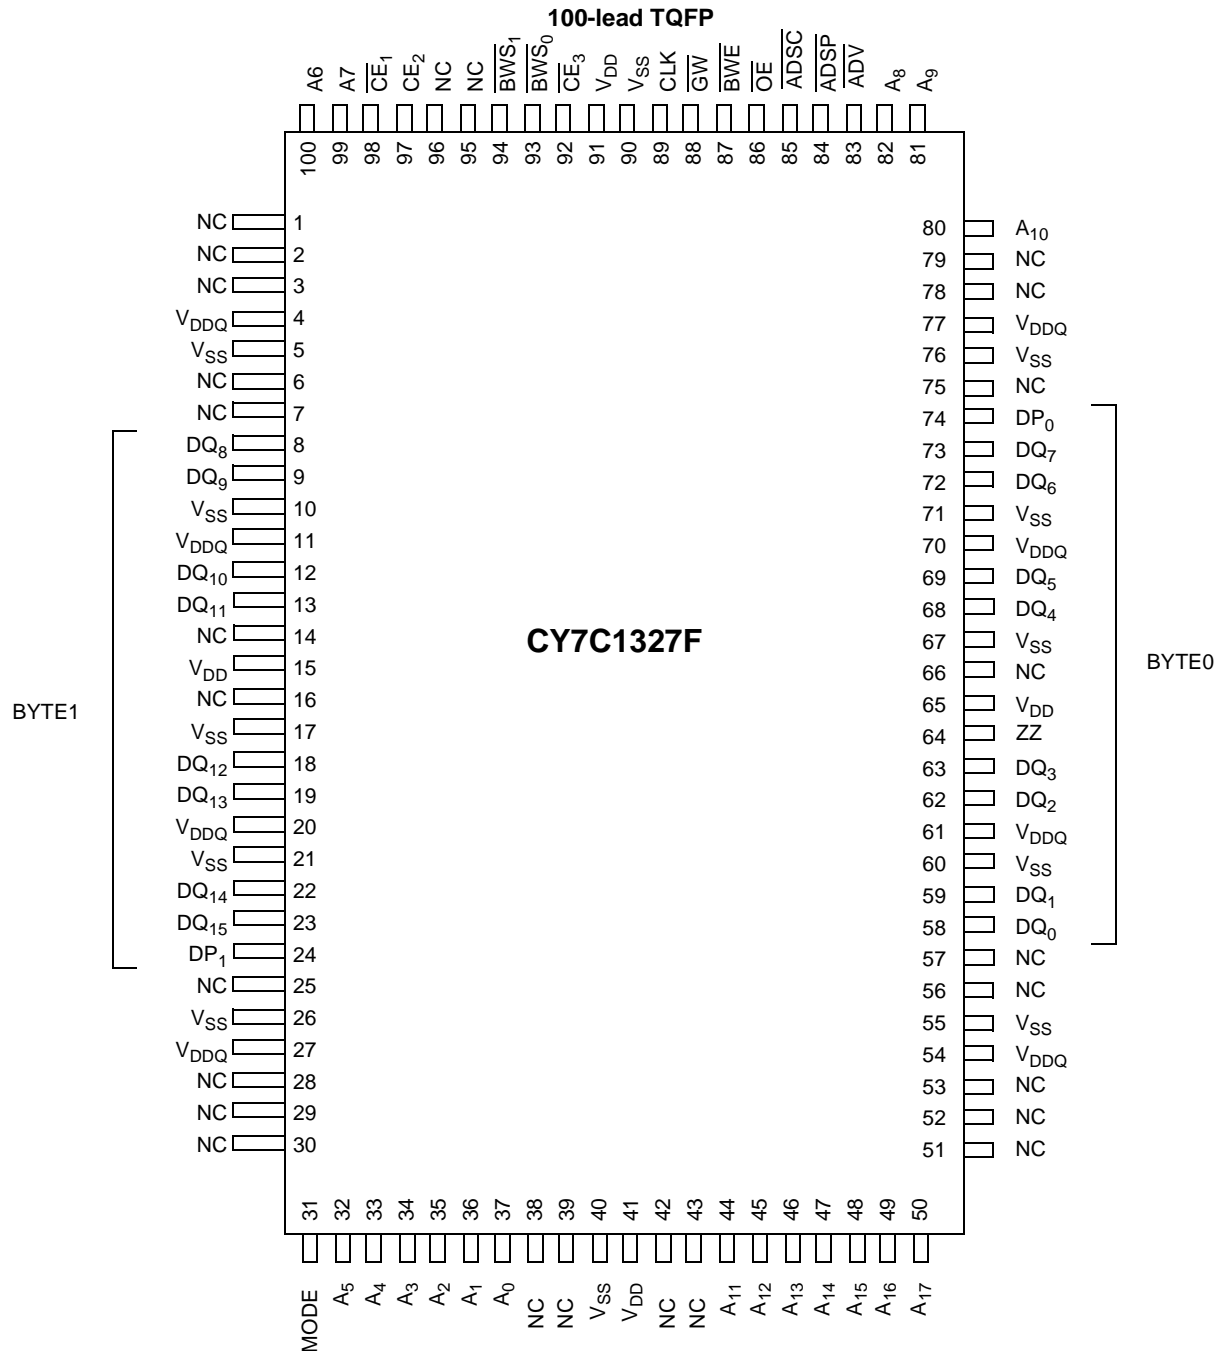 100-lead TQFP
A6 A7 CE1 CE2 NC NC BWS1 BWS0 CE3 VDD VSS CLK GW BWE OE ADSC ADSP ADV A8 A9
100 99 98 97 96 95 94 93 92 91 90 89 88 87 86 85 84 83 82 81
NC 1
NC 2
NC 3
VDDQ 4
VSS 5
NC 6
NC 7
DQ8 8
DQ9 9
VSS 10
VDDQ 11
DQ10 12
DQ11 13
NC 14
VDD 15
NC 16
VSS 17
DQ12 18
DQ13 19
VDDQ 20
VSS 21
DQ14 22
DQ15 23
DP1 24
NC 25
VSS 26
VDDQ 27
NC 28
NC 29
NC 30
BYTE1
CY7C1327F
80 A10
79 NC
78 NC
77 VDDQ
76 VSS
75 NC
74 DP0
73 DQ7
72 DQ6
71 VSS
70 VDDQ
69 DQ5
68 DQ4
67 VSS
66 NC
65 VDD
64 ZZ
63 DQ3
62 DQ2
61 VDDQ
60 VSS
59 DQ1
58 DQ0
57 NC
56 NC
55 VSS
54 VDDQ
53 NC
52 NC
51 NC
BYTE0
31 32 33 34 35 36 37 38 39 40 41 42 43 44 45 46 47 48 49 50
MODE A5 A4 A3 A2 A1 A0 NC NC VSS VDD NC NC A11 A12 A13 A14 A15 A16 A17